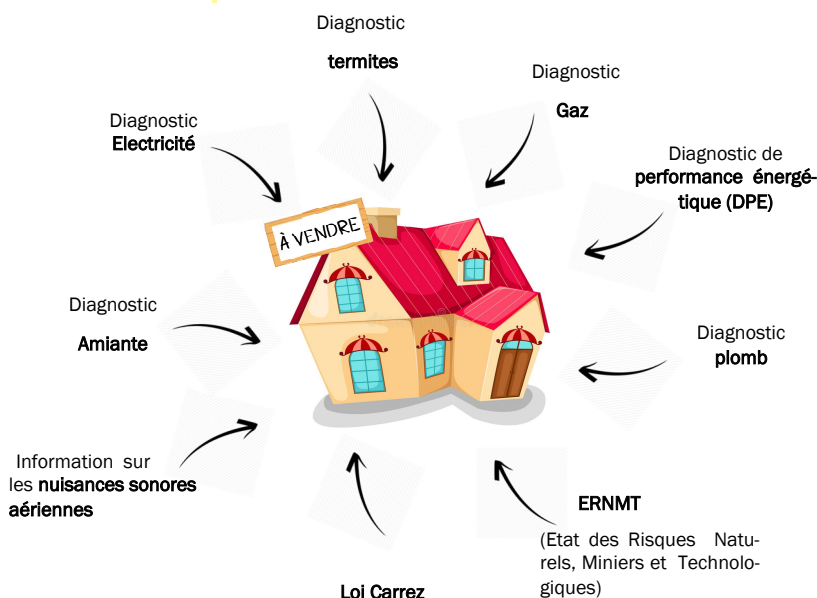 Diagnostic
termites
Diagnostic
Gaz
Diagnostic
Electricité
Diagnostic de
performance énergé-
tique (DPE)
À VENDRE
Diagnostic
Amiante
Diagnostic
plomb
Information sur
les nuisances sonores
aériennes
ERNMT
(Etat des Risques Natu-
rels, Miniers et Technolo-
giques)
Loi Carrez